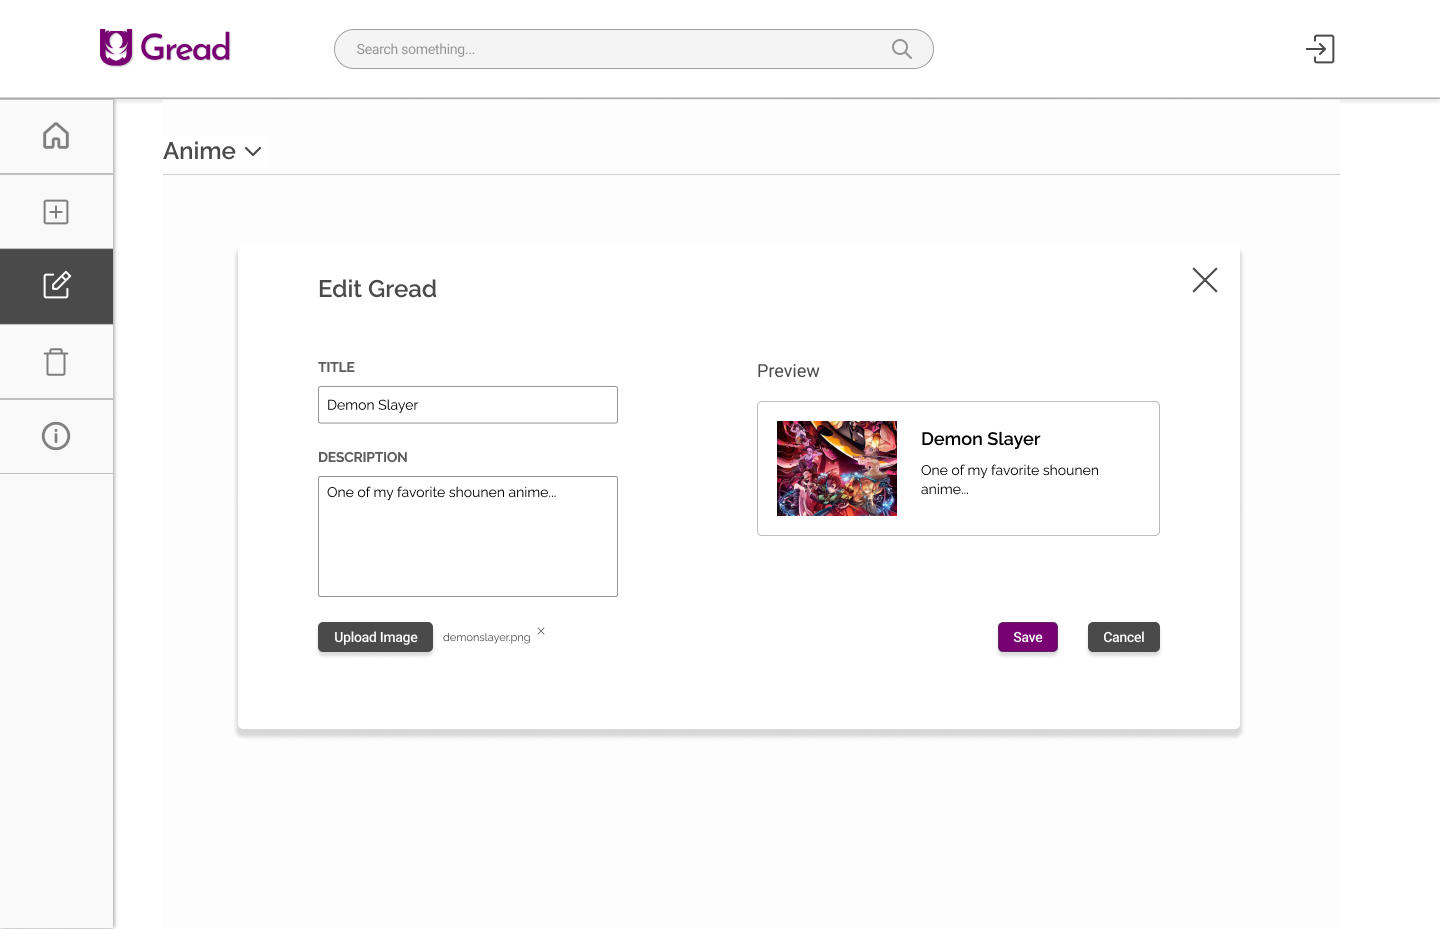 Gread
Search something...
Anime
Edit Gread
TITLE
Demon Slayer
DESCRIPTION
One of my favorite shounen anime...
Upload Image
demonslayer.png
Preview
Demon Slayer
One of my favorite shounen
anime...
Save
Cancel